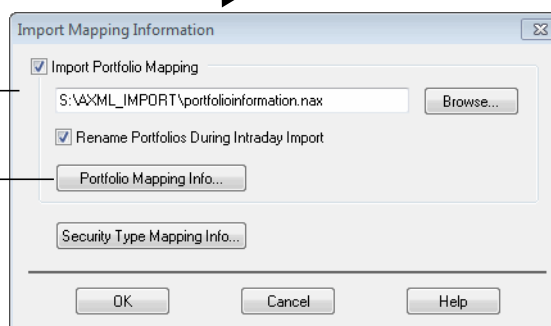 Import Mapping Information
Import Portfolio Mapping
S:\AXML_IMPORT\portfolioinformation.nax
Browse...
Rename Portfolios During Intraday Import
Portfolio Mapping Info...
Security Type Mapping Info...
OK Cancel Help